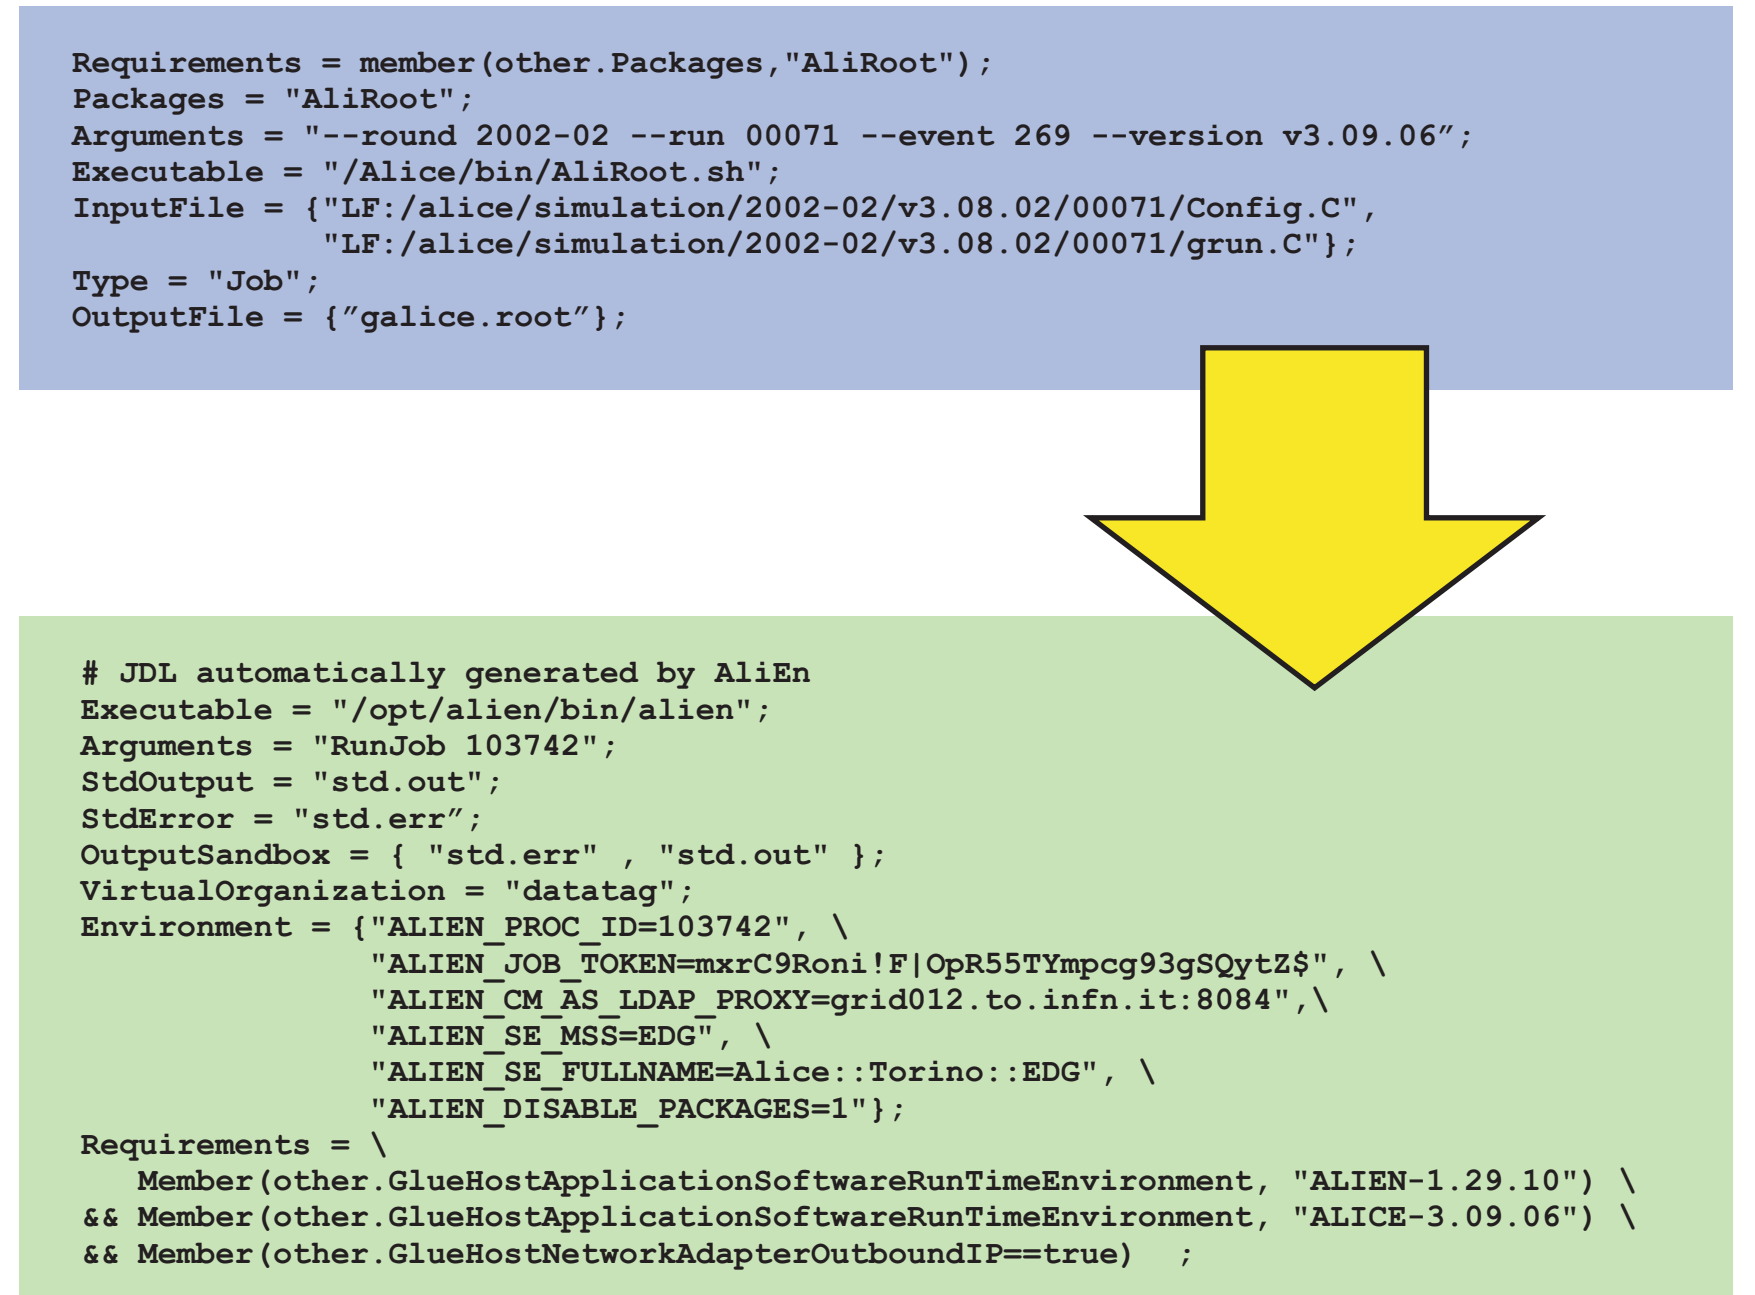 Requirements = member(other.Packages,"AliRoot");
Packages = "AliRoot";
Arguments = "--round 2002-02 --run 00071 --event 269 --version v3.09.06”;
Executable = "/Alice/bin/AliRoot.sh";
InputFile = {"LF:/alice/simulation/2002-02/v3.08.02/00071/Config.C",
"LF:/alice/simulation/2002-02/v3.08.02/00071/grun.C"};
Type = "Job";
OutputFile = {”galice.root”};
# JDL automatically generated by AliEn
Executable = "/opt/alien/bin/alien";
Arguments = "RunJob 103742";
StdOutput = "std.out";
StdError = "std.err”;
OutputSandbox = { "std.err" , "std.out" };
VirtualOrganization = "datatag";
Environment = {"ALIEN_PROC_ID=103742", \
"ALIEN_JOB_TOKEN=mxrC9Roni!F|OpR55TYmpcg93gSQytZ$", \
"ALIEN_CM_AS_LDAP_PROXY=grid012.to.infn.it:8084",\
"ALIEN_SE_MSS=EDG", \
"ALIEN_SE_FULLNAME=Alice::Torino::EDG", \
"ALIEN_DISABLE_PACKAGES=1"};
Requirements = \
Member(other.GlueHostApplicationSoftwareRunTimeEnvironment, "ALIEN-1.29.10") \
&& Member(other.GlueHostApplicationSoftwareRunTimeEnvironment, "ALICE-3.09.06") \
&& Member(other.GlueHostNetworkAdapterOutboundIP==true) ;